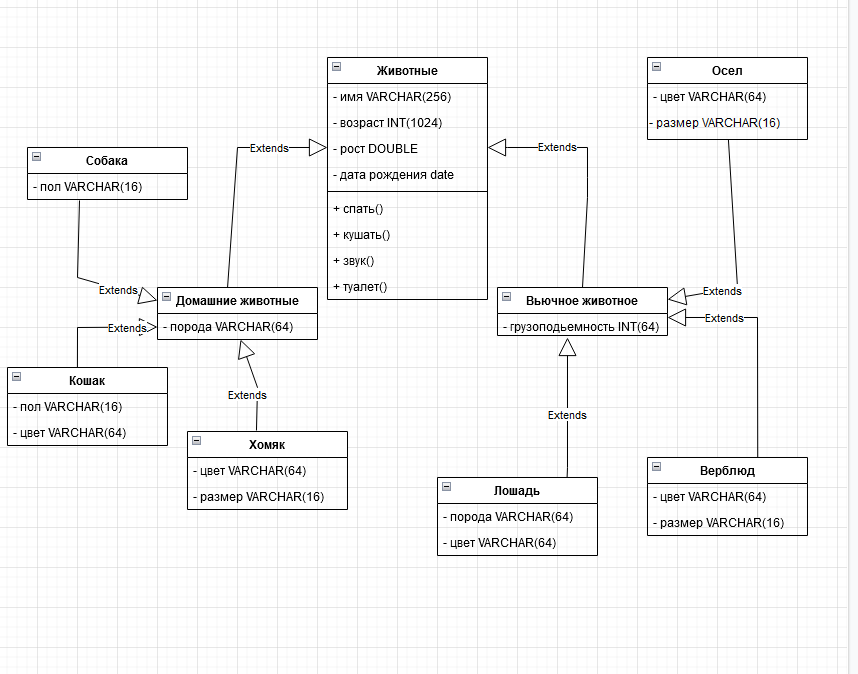 Животные
- имя VARCHAR(256)
- возраст INT(1024)
- рост DOUBLE
- дата рождения date
+ спать()
+ кушать()
+ звук()
+ туалет()
Осел
- цвет VARCHAR(64)
- размер VARCHAR(16)
Extends
Extends
Собака
- пол VARCHAR(16)
Extends
Extends
Домашние животные
- порода VARCHAR(64)
Вьючное животное
- грузоподьемность INT(64)
Extends
Extends
Extends
Кошак
- пол VARCHAR(16)
- цвет VARCHAR(64)
Extends
Extends
Хомяк
- цвет VARCHAR(64)
- размер VARCHAR(16)
Лошадь
- порода VARCHAR(64)
- цвет VARCHAR(64)
Верблюд
- цвет VARCHAR(64)
- размер VARCHAR(16)